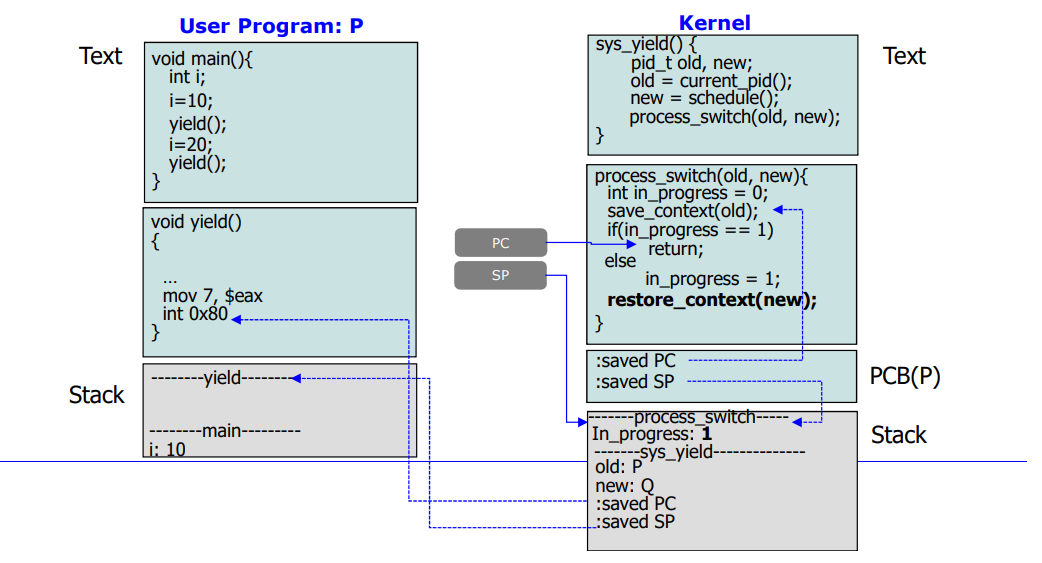 User Program: P
Text
void main(){
int i;
i=10;
yield();
i=20;
yield();
}
void yield()
{
...
mov 7, $eax
int 0x80
}
Stack
--------yield--------
--------main---------
i: 10
PC
SP
Kernel
Text
sys_yield() {
pid_t old, new;
old = current_pid();
new = schedule();
process_switch(old, new);
}
process_switch(old, new){
int in_progress = 0;
save_context(old);
if(in_progress == 1)
return;
else
in_progress = 1;
restore_context(new);
}
:saved PC
:saved SP
PCB(P)
Stack
-------process_switch-----
In_progress: 1
-------sys_yield--------------
old: P
new: Q
:saved PC
:saved SP